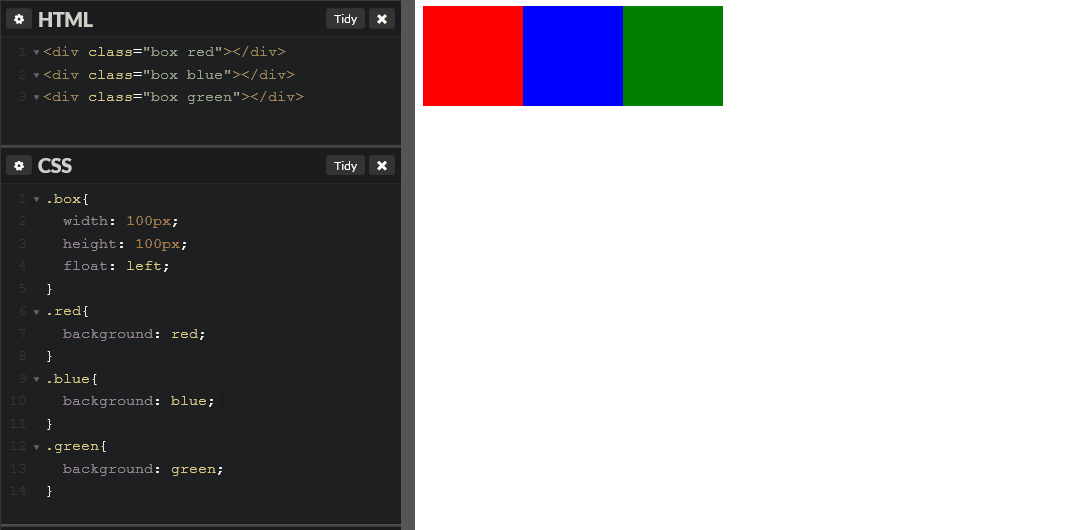 HTML
Tidy
1 <div class="box red"></div>
2 <div class="box blue"></div>
3 <div class="box green"></div>
CSS
Tidy
1 .box{
2   width: 100px;
3   height: 100px;
4   float: left;
5 }
6 .red{
7   background: red;
8 }
9 .blue{
10   background: blue;
11 }
12 .green{
13   background: green;
14 }